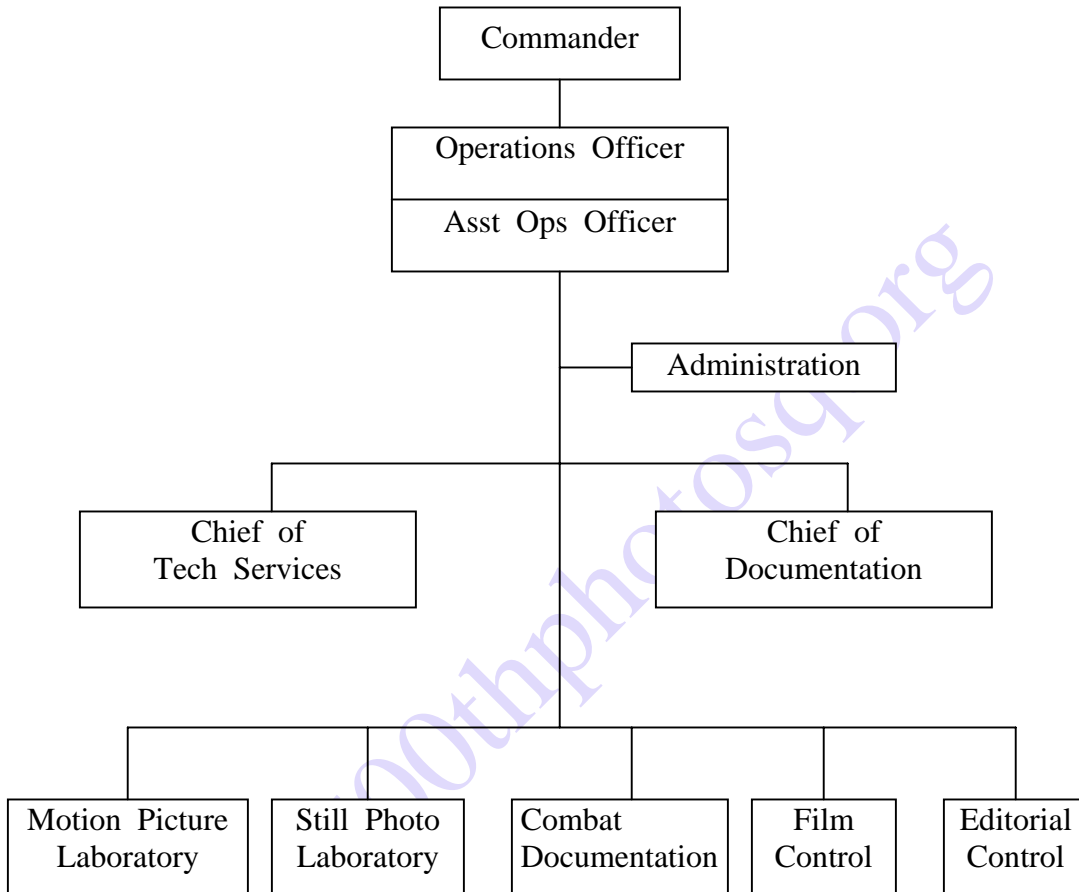 Commander
Operations Officer
Asst Ops Officer
Administration
Chief of
Tech Services
Chief of
Documentation
Motion Picture
Laboratory
Still Photo
Laboratory
Combat
Documentation
Film
Control
Editorial
Control